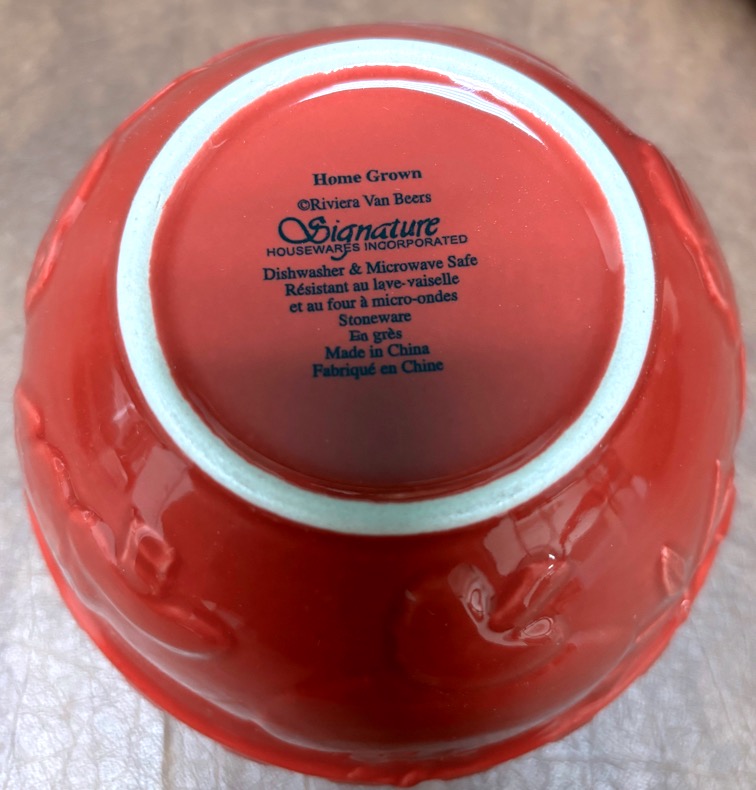 Home Grown
©Riviera Van Beers
Signature
HOUSEWARES INCORPORATED
Dishwasher & Microwave Safe
Résistant au lave-vaiselle
et au four à micro-ondes
Stoneware
En grès
Made in China
Fabriqué en Chine